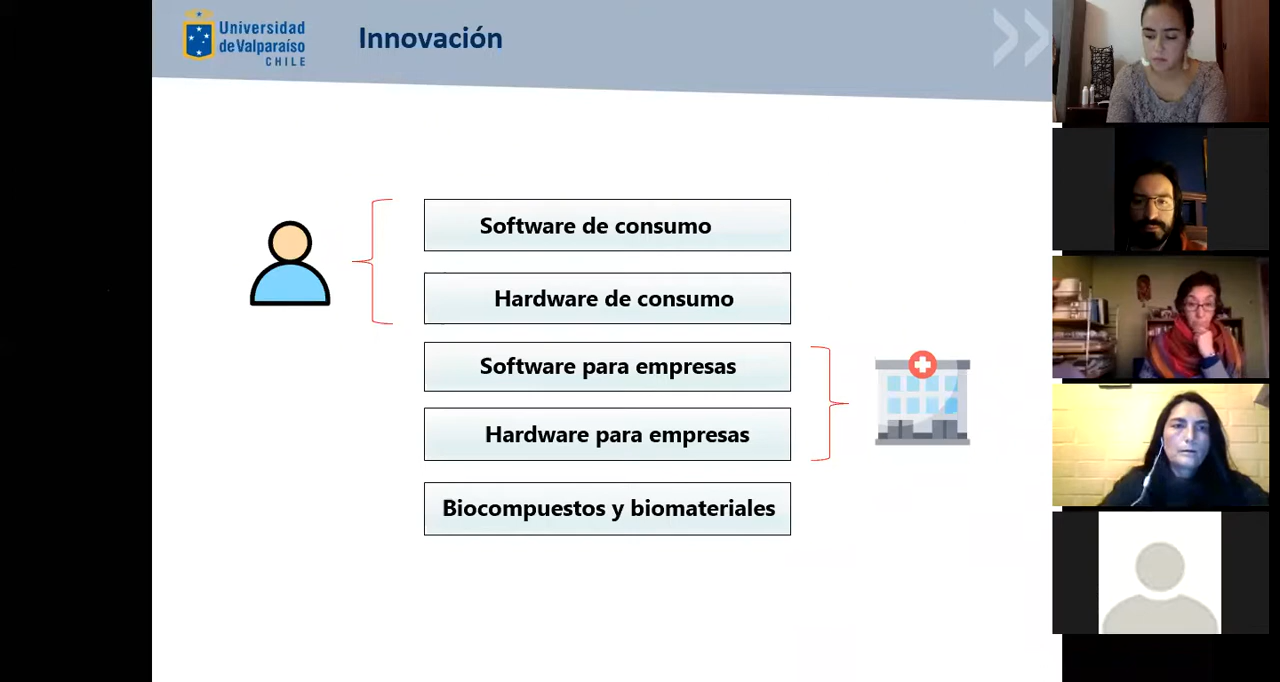 Universidad
de Valparaíso
CHILE
Innovación
Software de consumo
Hardware de consumo
Software para empresas
Hardware para empresas
Biocompuestos y biomateriales